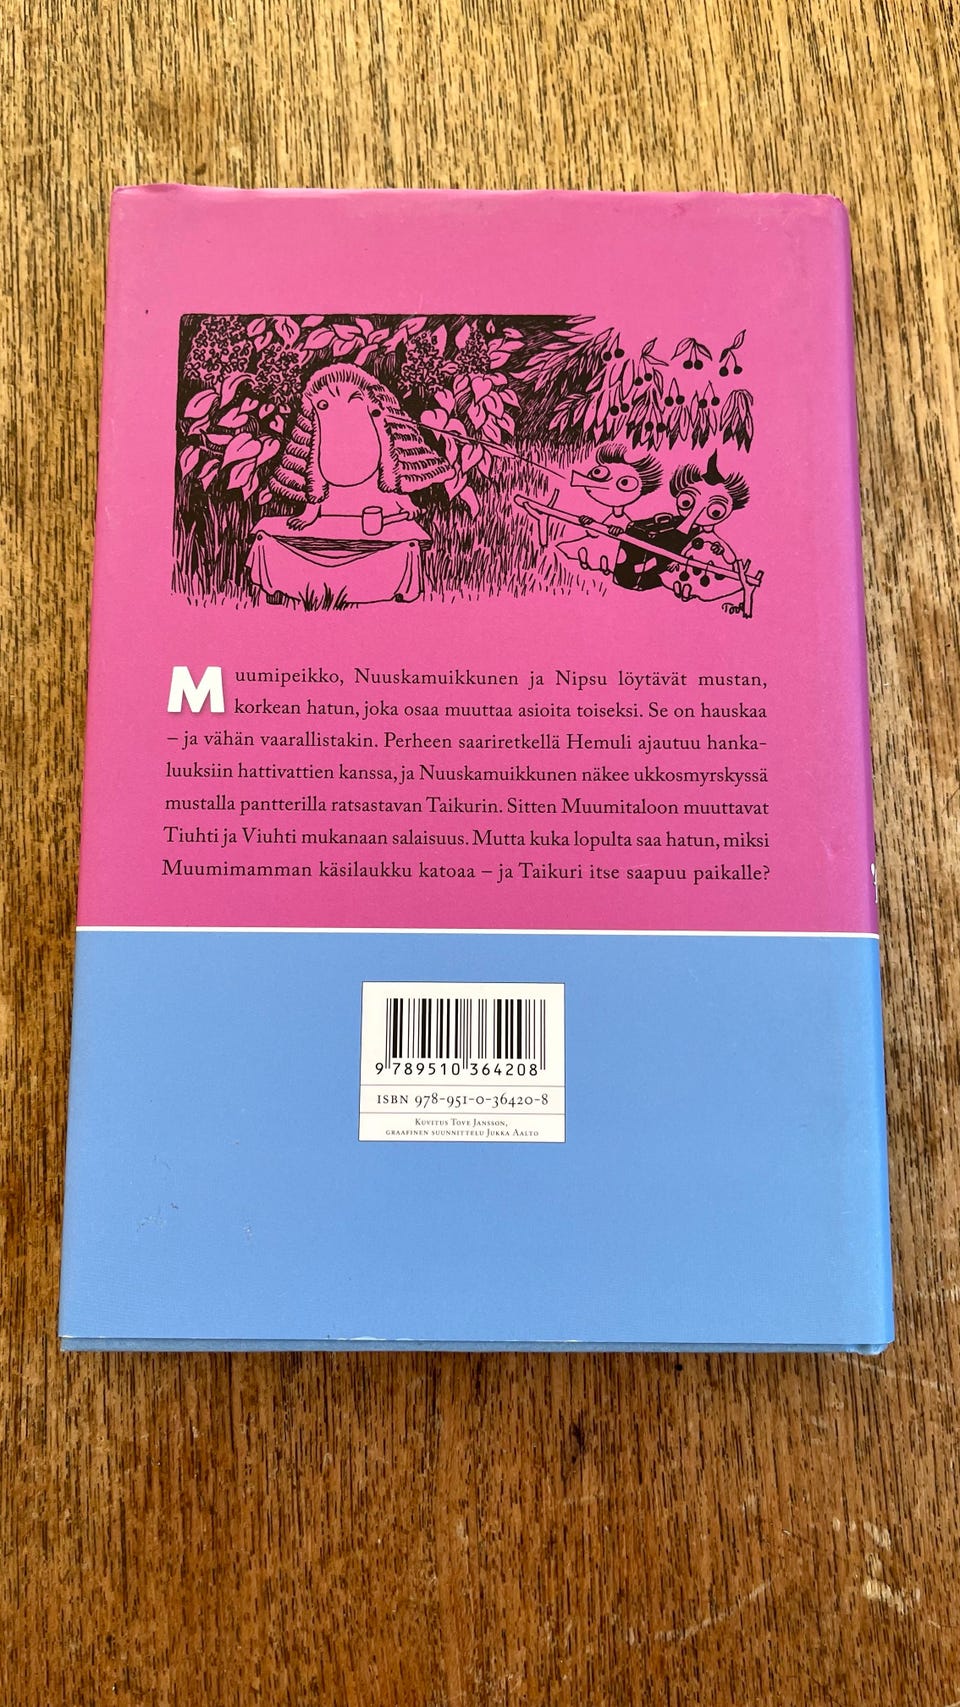 Tove
Muumipeikko, Nuuskamuikkunen ja Nipsu löytävät mustan,
korkean hatun, joka osaa muuttaa asioita toiseksi. Se on hauskaa
– ja vähän vaarallistakin. Perheen saariretkellä Hemuli ajautuu hanka-
luuksiin hattivattien kanssa, ja Nuuskamuikkunen näkee ukkosmyrskyssä
mustalla pantterilla ratsastavan Taikurin. Sitten Muumitaloon muuttavat
Tiuhti ja Viuhti mukanaan salaisuus. Mutta kuka lopulta saa hatun, miksi
Muumimamman käsilaukku katoaa – ja Taikuri itse saapuu paikalle?
9 789510 364208
ISBN 978-951-0-36420-8
Kuvitus Tove Jansson,
graafinen suunnittelu Jukka Aalto